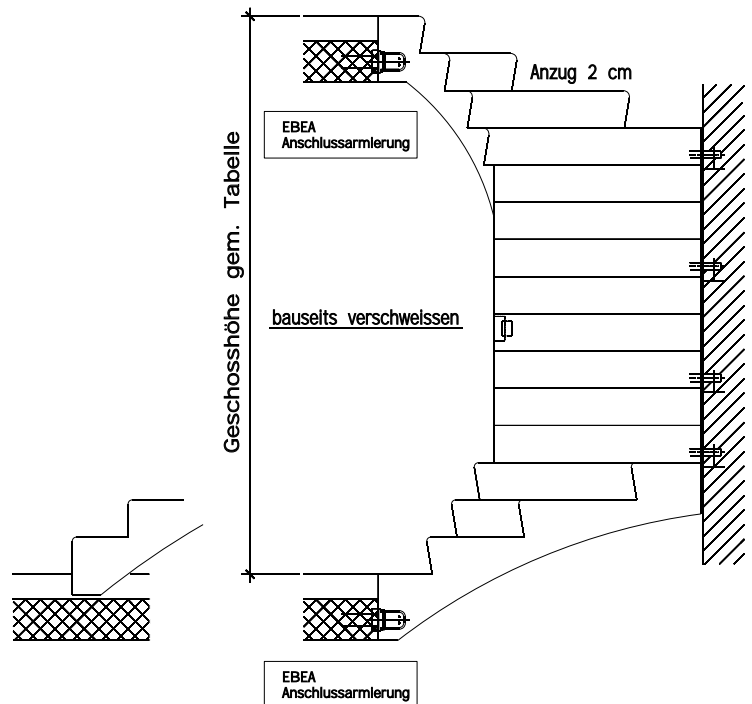 Anzug 2 cm
EBEA
Anschlussarmierung
Geschosshöhe gem. Tabelle
bauseits verschweissen
EBEA
Anschlussarmierung